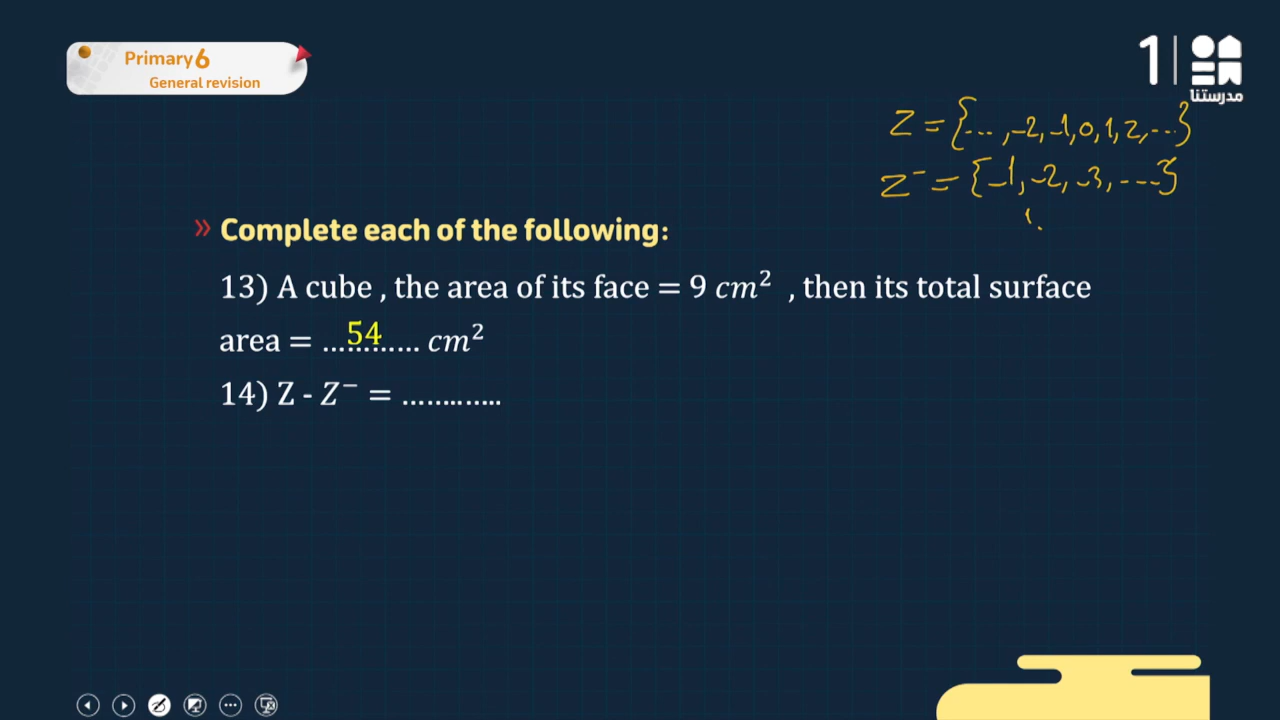 Primary 6
General revision
1
مدرستنا
Z = {... , -2, -1, 0, 1, 2, ...}
Z⁻ = {-1, -2, -3, ....}
» Complete each of the following:
13) A cube , the area of its face = 9 cm² , then its total surface
area = ...54......... cm²
14) Z - Z⁻ = .............